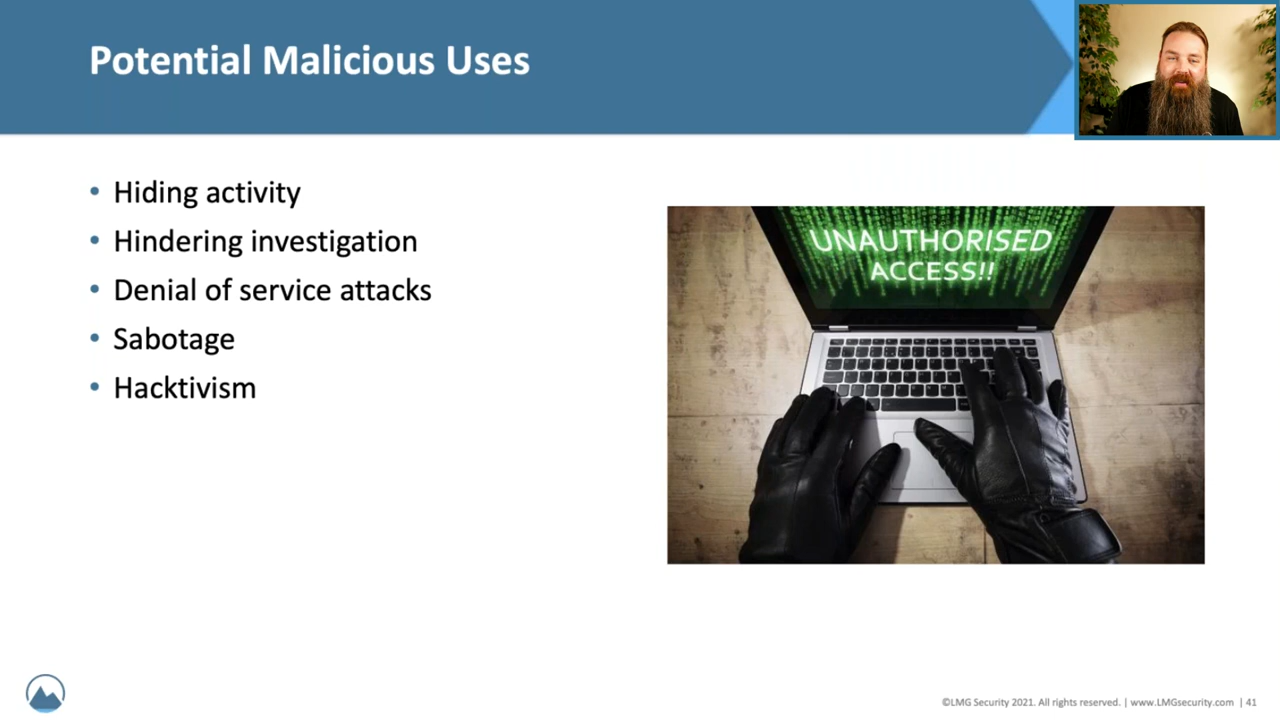 Potential Malicious Uses
• Hiding activity
• Hindering investigation
• Denial of service attacks
• Sabotage
• Hacktivism
UNAUTHORISED
ACCESS!!
©LMG Security 2021. All rights reserved. | www.LMGsecurity.com | 41